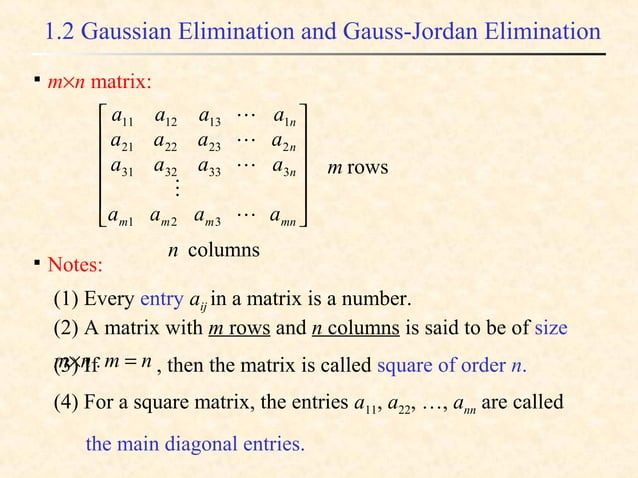 1.2 Gaussian Elimination and Gauss-Jordan Elimination
▪ m×n matrix:
a11 a12 a13 ⋯ a1n
a21 a22 a23 ⋯ a2n
a31 a32 a33 ⋯ a3n
m rows
⋮
am1 am2 am3 ⋯ amn
n columns
▪ Notes:
(1) Every entry aij in a matrix is a number.
(2) A matrix with m rows and n columns is said to be of size
m×n .
(3) If m = n , then the matrix is called square of order n.
(4) For a square matrix, the entries a11, a22, …, ann are called
the main diagonal entries.